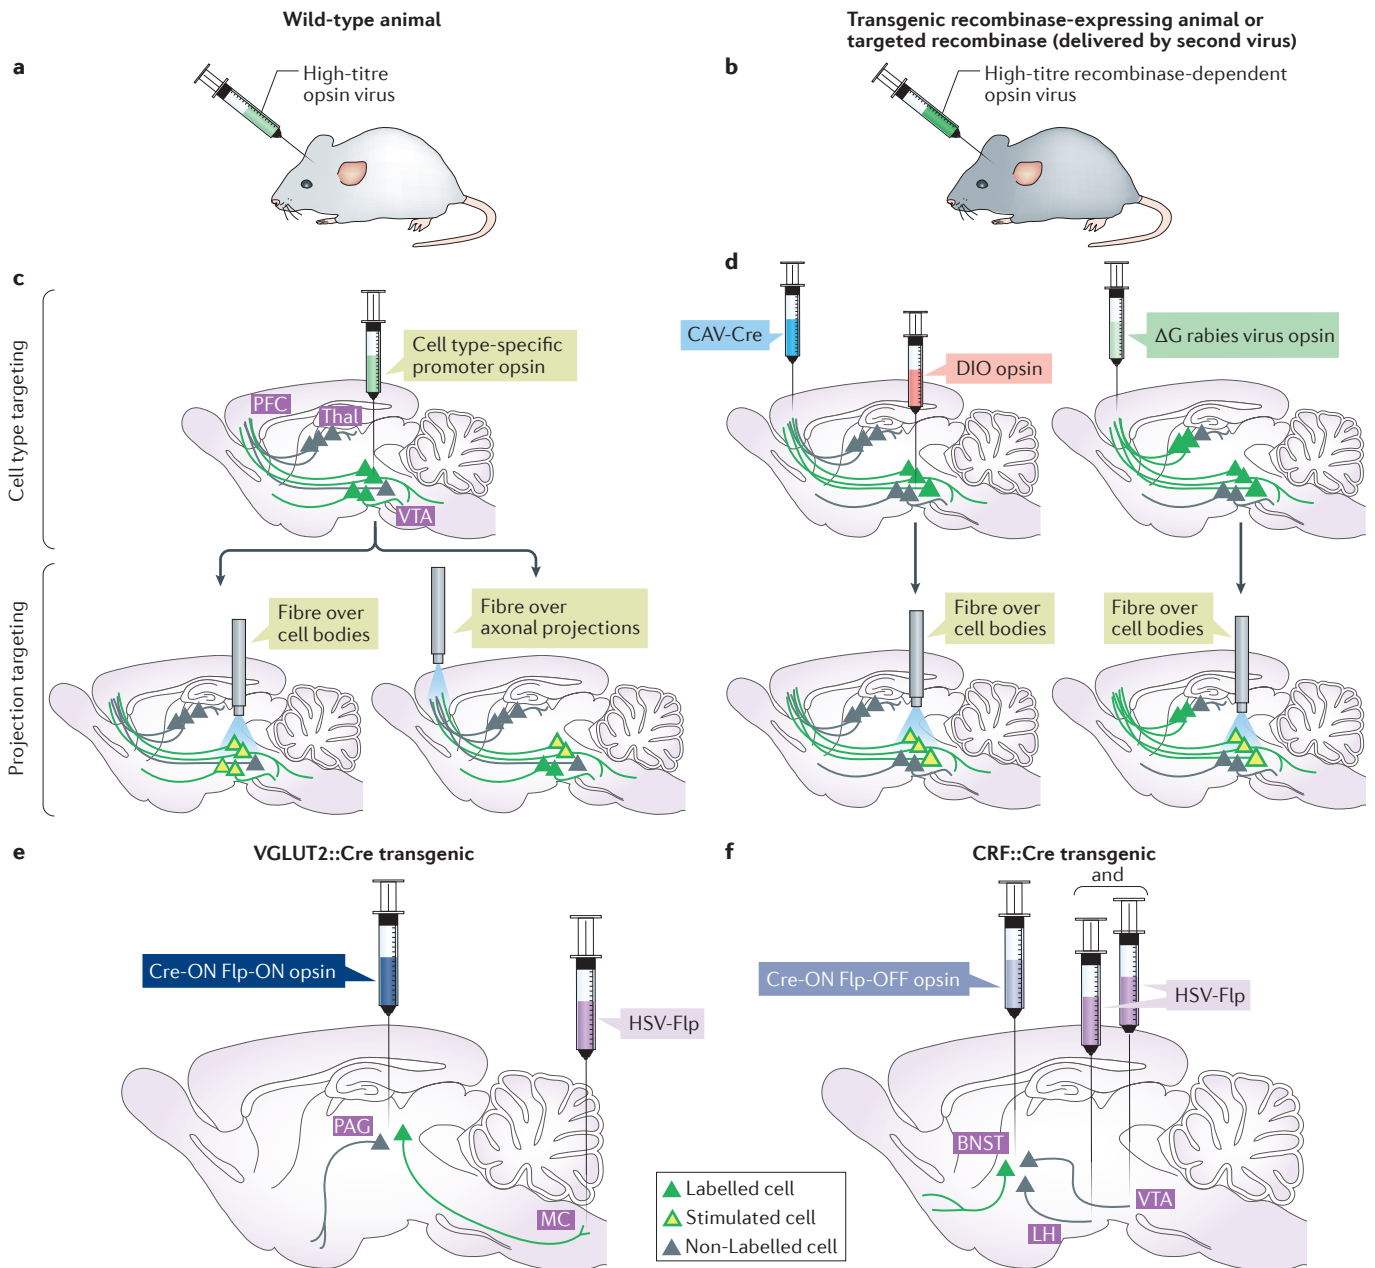 Wild-type animal
Transgenic recombinase-expressing animal or
targeted recombinase (delivered by second virus)
a
High-titre
opsin virus
b
High-titre recombinase-dependent
opsin virus
c
Cell type targeting
Cell type-specific
promoter opsin
PFC
Thal
VTA
d
CAV-Cre
DIO opsin
ΔG rabies virus opsin
Projection targeting
Fibre over
cell bodies
Fibre over
axonal projections
Fibre over
cell bodies
Fibre over
cell bodies
e
VGLUT2::Cre transgenic
Cre-ON Flp-ON opsin
HSV-Flp
PAG
MC
f
CRF::Cre transgenic
and
Cre-ON Flp-OFF opsin
HSV-Flp
BNST
VTA
LH
Labelled cell
Stimulated cell
Non-Labelled cell